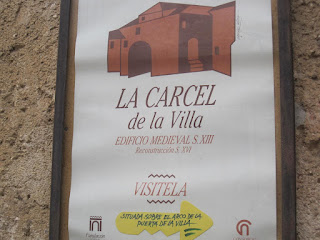 LA CARCEL
de la Villa
EDIFICIO MEDIEVAL S. XIII
Reconstrucción S. XVI
VISITELA
SITUADA SOBRE EL ARCO DE LA
PUERTA DE LA VILLA
Fundación